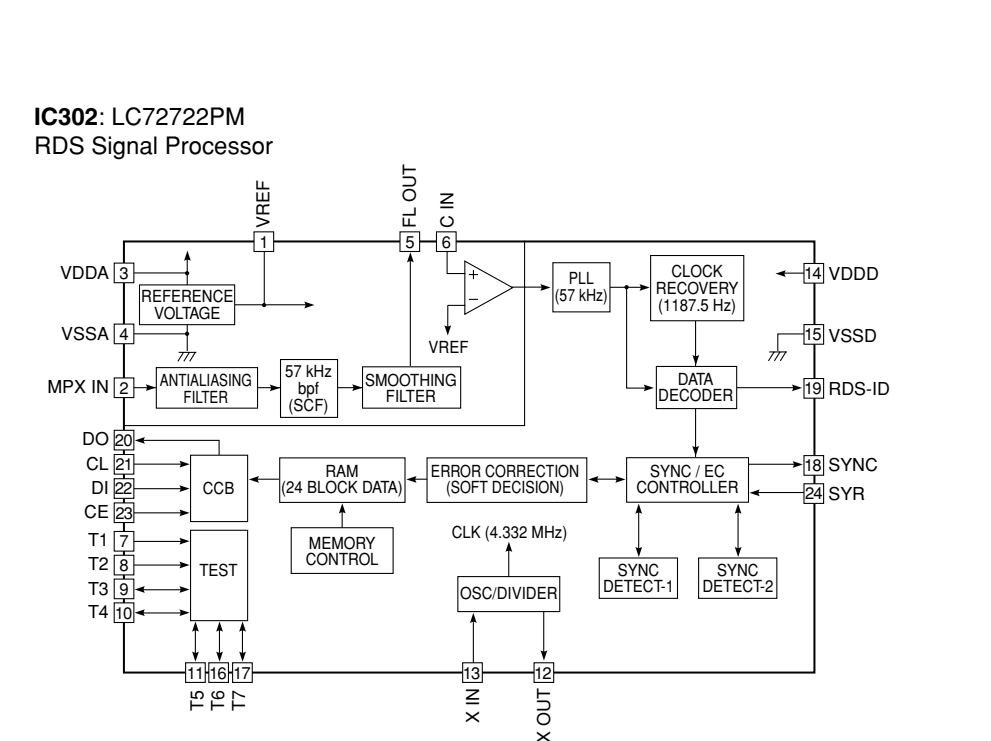 IC302: LC72722PM
RDS Signal Processor
VREF
FL OUT
C IN
1
5
6
VDDA
3
REFERENCE
VOLTAGE
VSSA
4
+
–
VREF
PLL
(57 kHz)
CLOCK
RECOVERY
(1187.5 Hz)
14
VDDD
15
VSSD
MPX IN
2
ANTIALIASING
FILTER
57 kHz
bpf
(SCF)
SMOOTHING
FILTER
DATA
DECODER
19
RDS-ID
DO
20
CL
21
DI
22
CE
23
CCB
RAM
(24 BLOCK DATA)
ERROR CORRECTION
(SOFT DECISION)
SYNC / EC
CONTROLLER
18
SYNC
24
SYR
T1
7
T2
8
T3
9
T4
10
TEST
MEMORY
CONTROL
CLK (4.332 MHz)
OSC/DIVIDER
SYNC
DETECT-1
SYNC
DETECT-2
11
16
17
13
12
T5
T6
T7
X IN
X OUT